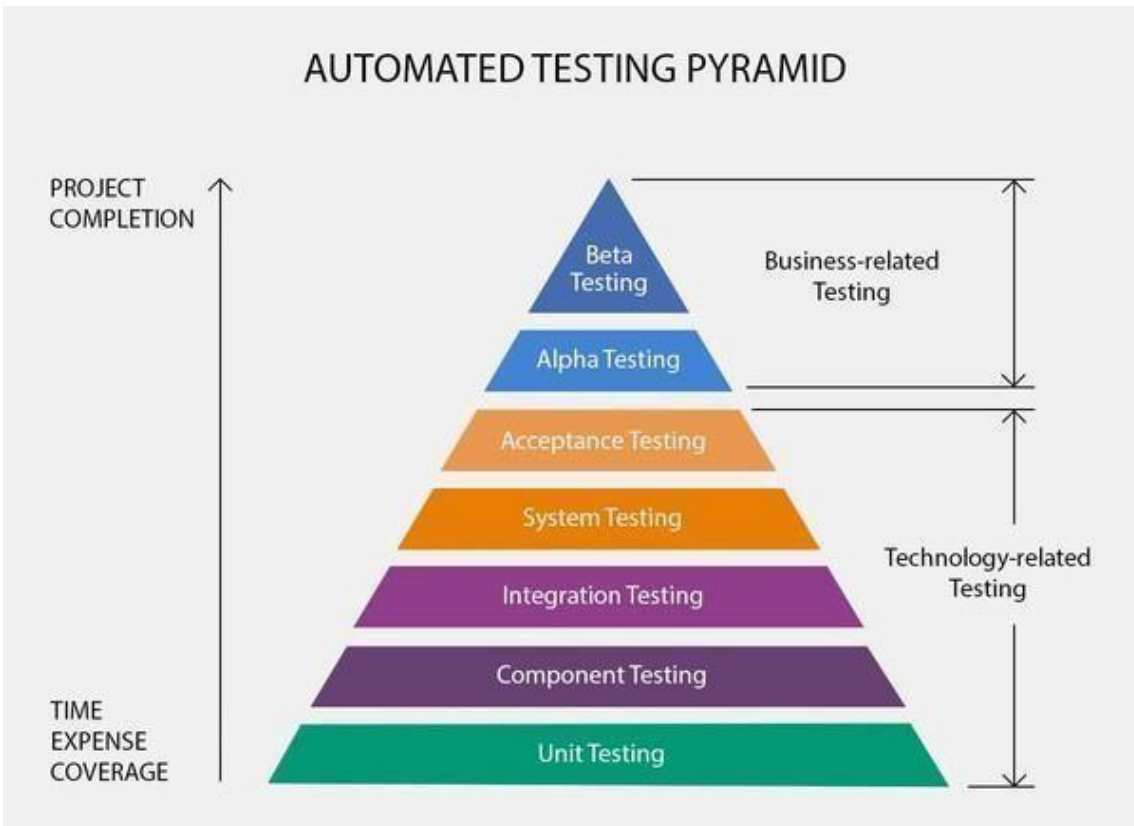 AUTOMATED TESTING PYRAMID
PROJECT
COMPLETION
Beta
Testing
Business-related
Testing
Alpha Testing
Acceptance Testing
System Testing
Technology-related
Testing
Integration Testing
Component Testing
TIME
EXPENSE
COVERAGE
Unit Testing